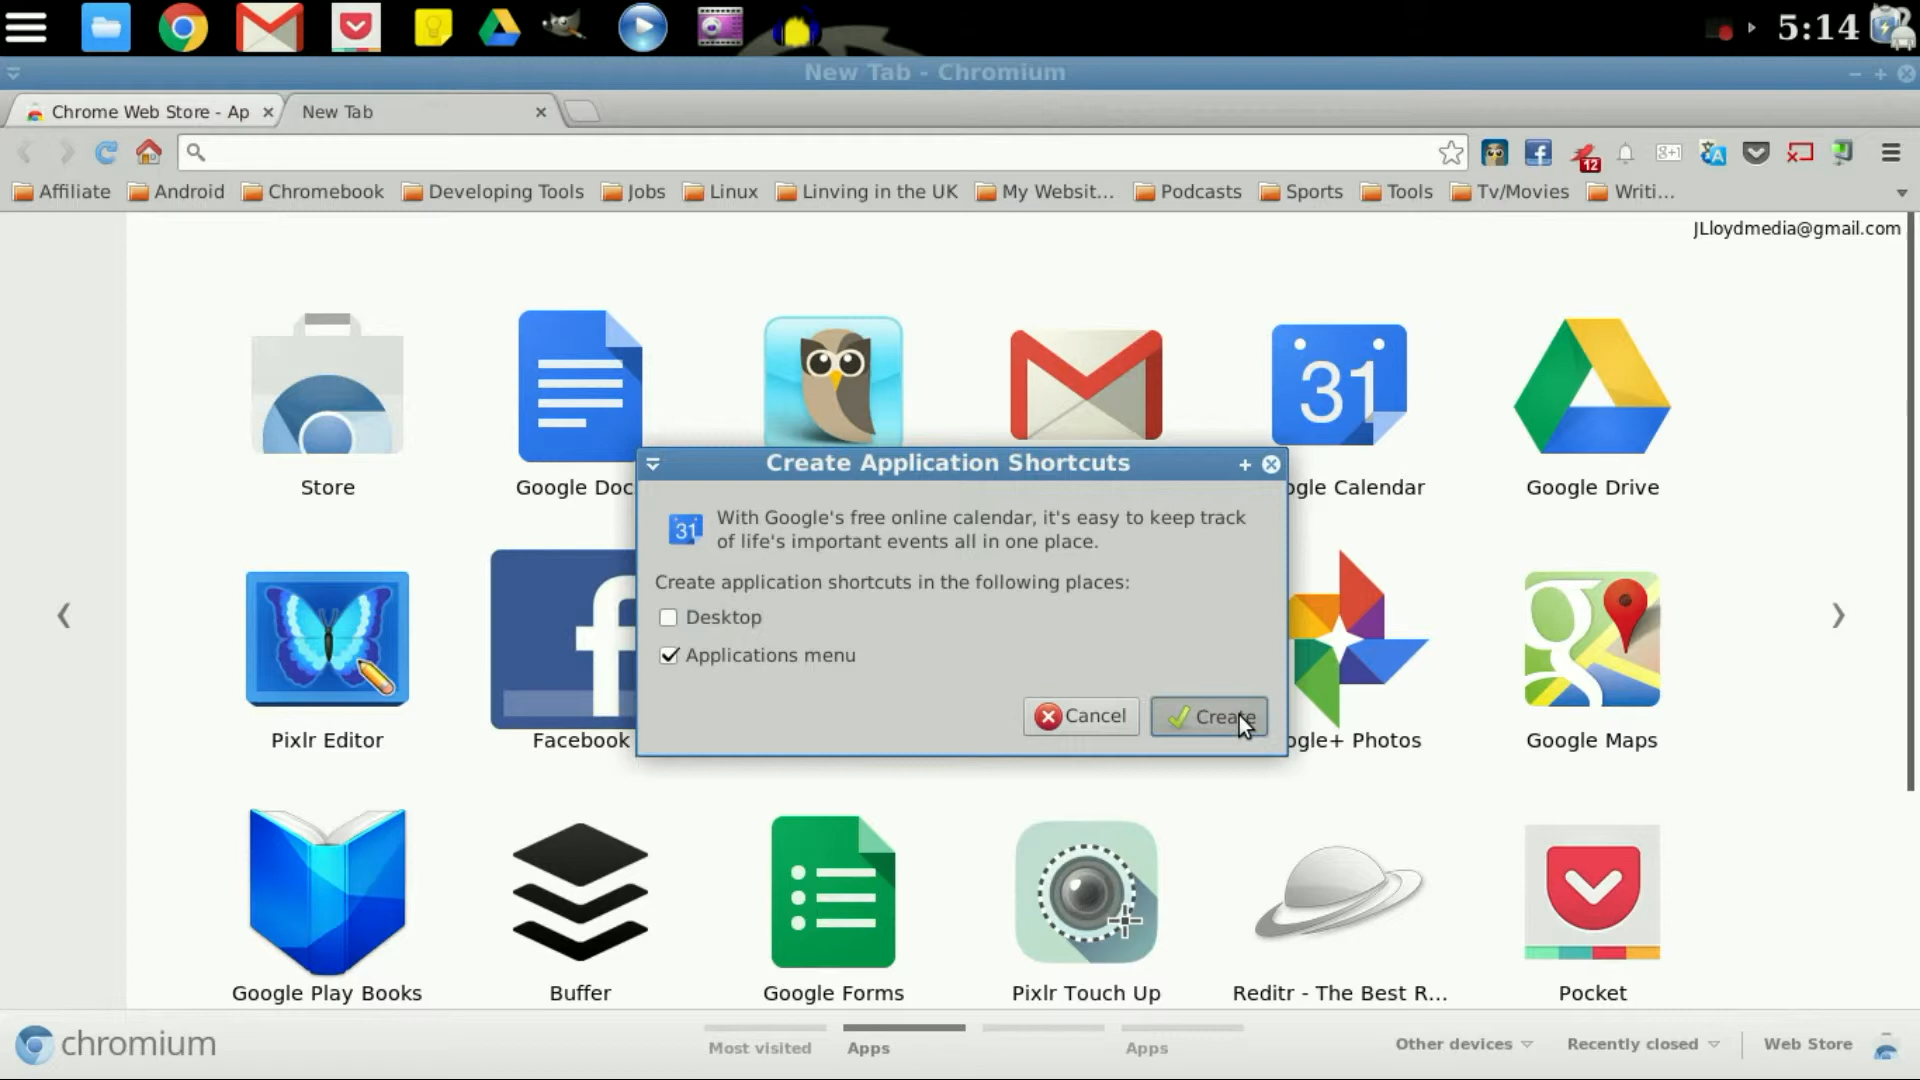 5:14
New Tab - Chromium
Chrome Web Store - Ap
New Tab
12
g+1
Affiliate
Android
Chromebook
Developing Tools
Jobs
Linux
Linving in the UK
My Websit...
Podcasts
Sports
Tools
Tv/Movies
Writi...
JLloydmedia@gmail.com
31
Store
Google Doc
gle Calendar
Google Drive
Create Application Shortcuts
31
With Google's free online calendar, it's easy to keep track
of life's important events all in one place.
Create application shortcuts in the following places:
Desktop
Applications menu
Cancel
Create
f
g
Pixlr Editor
Facebook
gle+ Photos
Google Maps
Google Play Books
Buffer
Google Forms
Pixlr Touch Up
Reditr - The Best R...
Pocket
chromium
Most visited
Apps
Apps
Other devices
Recently closed
Web Store